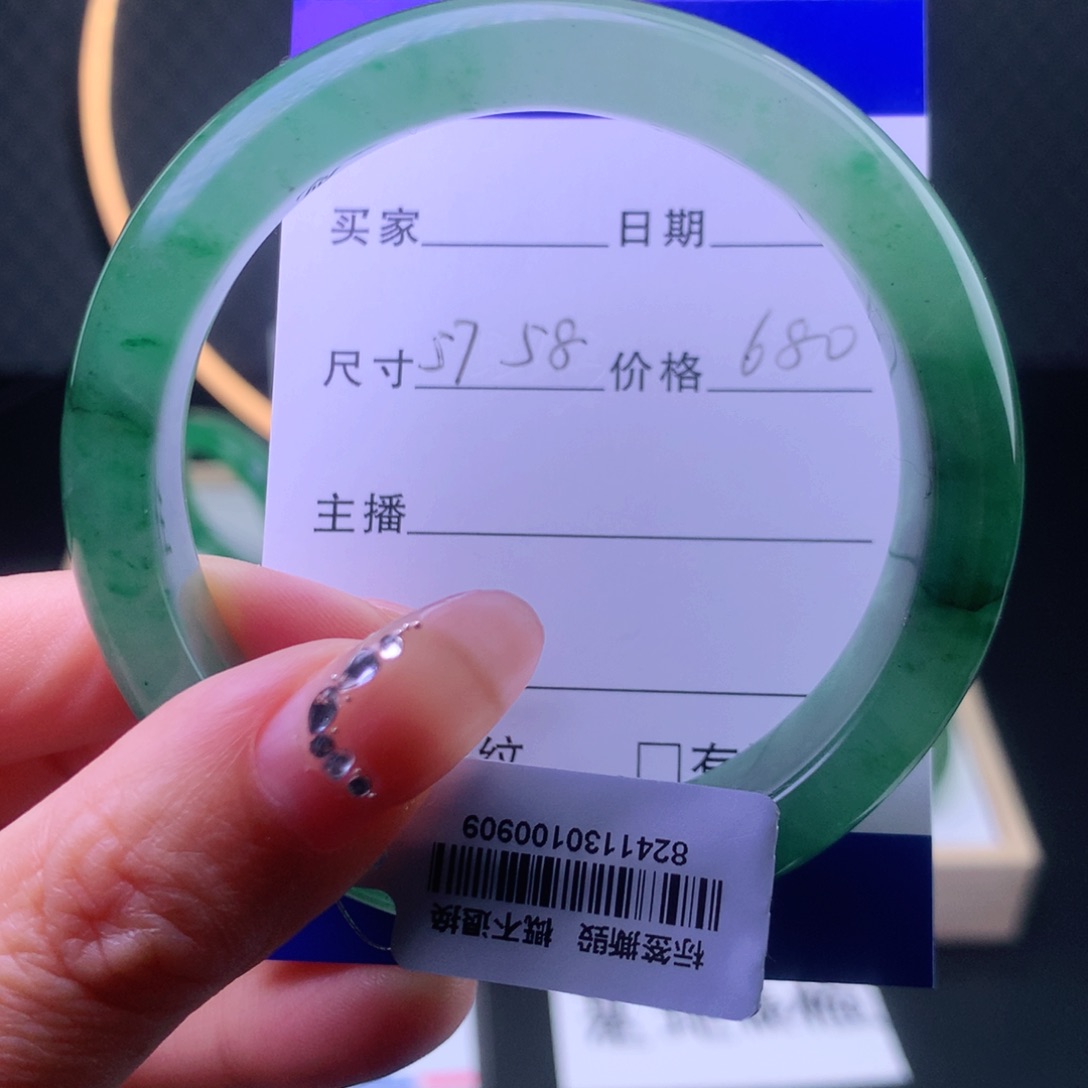 买家 日期
尺寸 57 58 价格 680
主播
纹 □有
标签撕毁 概不退换
8241130100909